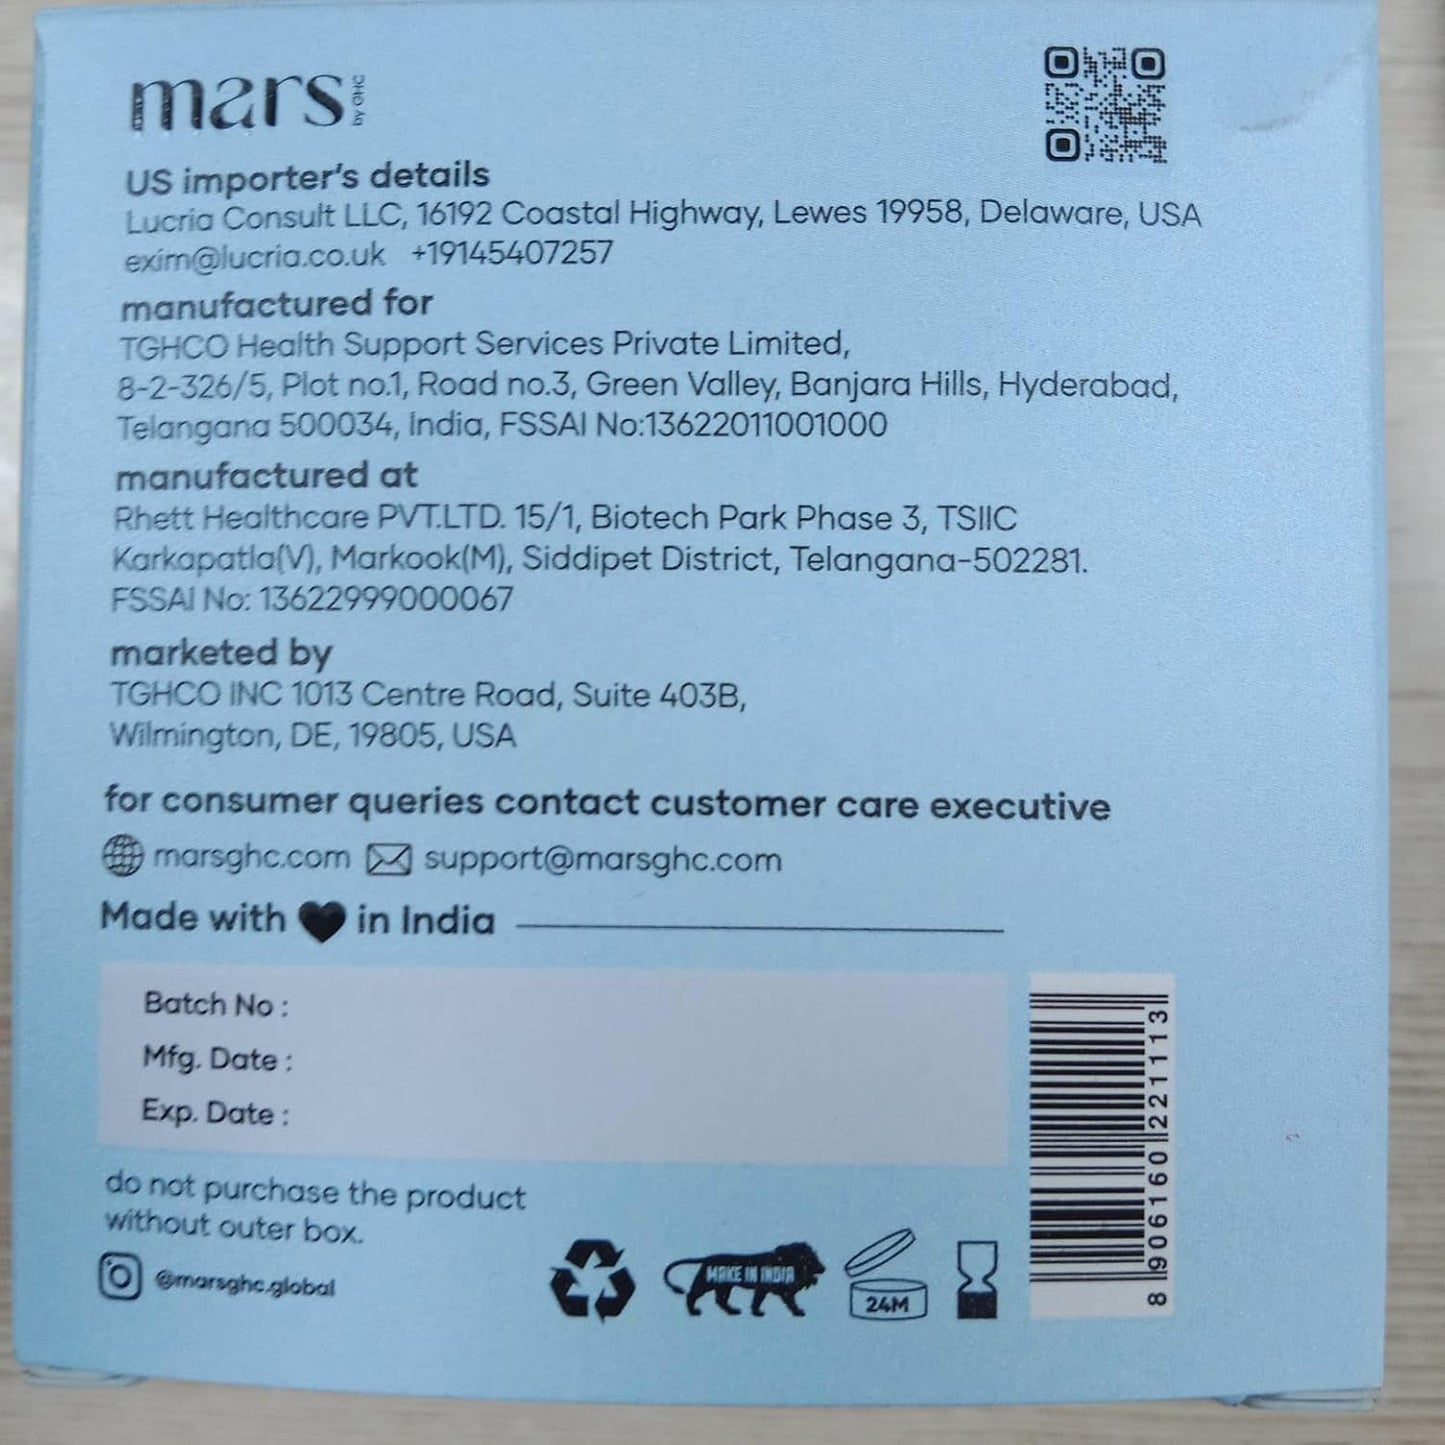 mars by GHC
US importer's details
Lucria Consult LLC, 16192 Coastal Highway, Lewes 19958, Delaware, USA
exim@lucria.co.uk +19145407257
manufactured for
TGHCO Health Support Services Private Limited,
8-2-326/5, Plot no.1, Road no.3, Green Valley, Banjara Hills, Hyderabad,
Telangana 500034, India, FSSAI No:13622011001000
manufactured at
Rhett Healthcare PVT.LTD. 15/1, Biotech Park Phase 3, TSIIC
Karkapatla(V), Markook(M), Siddipet District, Telangana-502281.
FSSAI No: 13622999000067
marketed by
TGHCO INC 1013 Centre Road, Suite 403B,
Wilmington, DE, 19805, USA
for consumer queries contact customer care executive
marsghc.com support@marsghc.com
Made with ♥ in India
Batch No :
Mfg. Date :
Exp. Date :
8 906160 221113
do not purchase the product
without outer box.
@marsghc.global
MAKE IN INDIA
24M